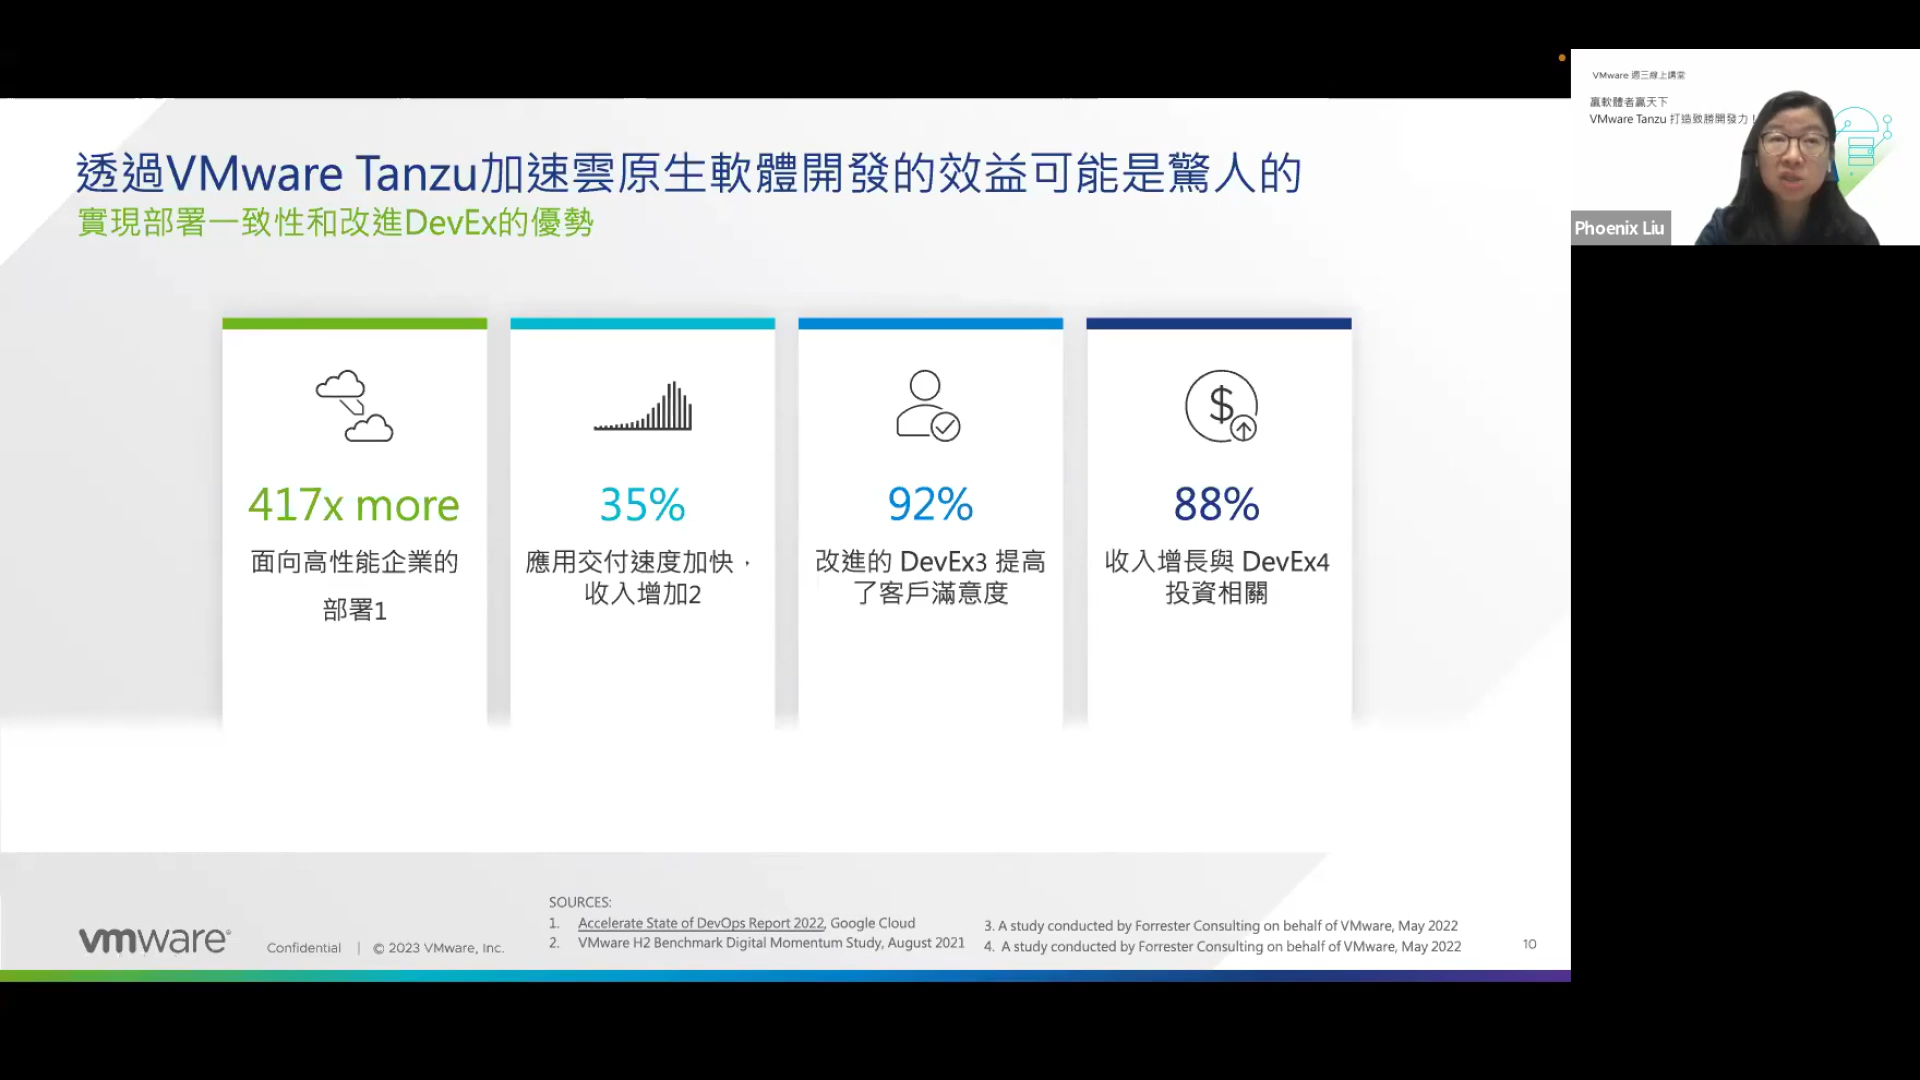 透過VMware Tanzu加速雲原生軟體開發的效益可能是驚人的
實現部署一致性和改進DevEx的優勢
417x more
面向高性能企業的
部署1
35%
應用交付速度加快，
收入增加2
92%
改進的 DevEx3 提高
了客戶滿意度
88%
收入增長與 DevEx4
投資相關
SOURCES:
1. Accelerate State of DevOps Report 2022, Google Cloud
2. VMware H2 Benchmark Digital Momentum Study, August 2021
3. A study conducted by Forrester Consulting on behalf of VMware, May 2022
4. A study conducted by Forrester Consulting on behalf of VMware, May 2022
vmware®
Confidential | © 2023 VMware, Inc.
10
VMware 週三線上講堂
贏軟體者贏天下
VMware Tanzu 打造致勝開發力！
Phoenix Liu